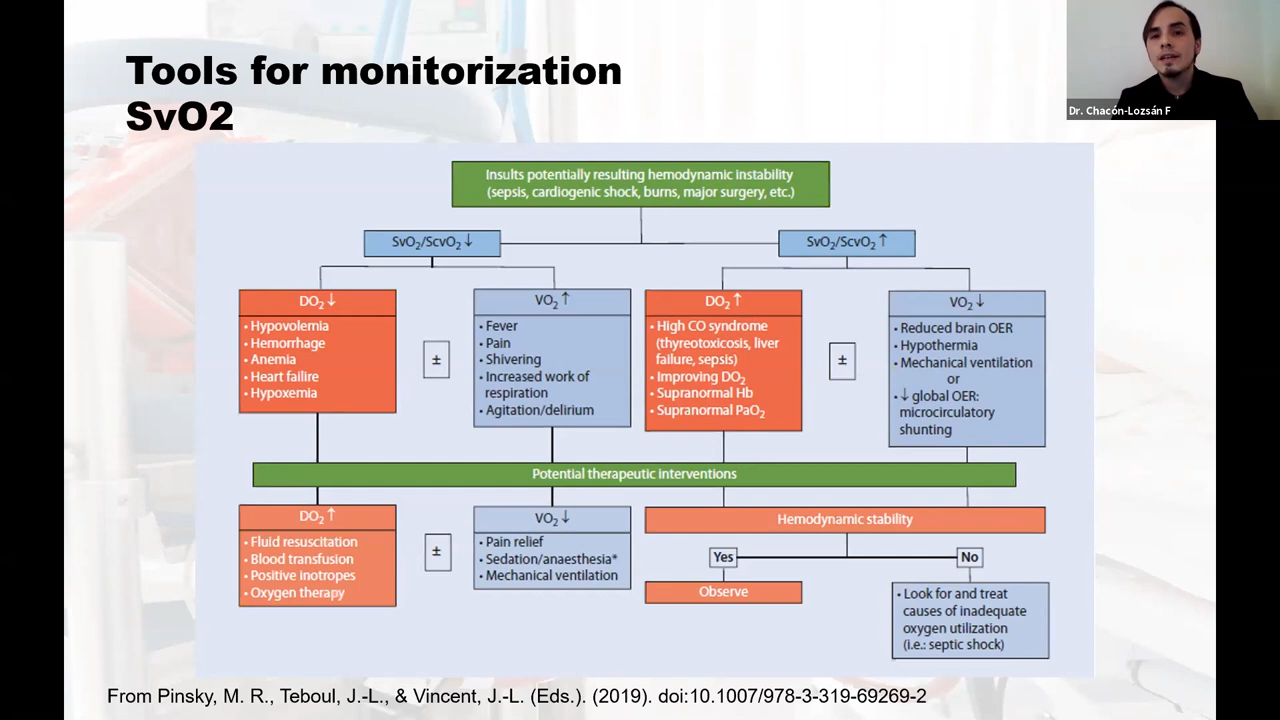 Tools for monitorization
SvO2
Dr. Chacón-Lozsán F
Insults potentially resulting hemodynamic instability
(sepsis, cardiogenic shock, burns, major surgery, etc.)
SvO₂/ScvO₂↓
SvO₂/ScvO₂↑
DO₂↓
• Hypovolemia
• Hemorrhage
• Anemia
• Heart failire
• Hypoxemia
±
VO₂↑
• Fever
• Pain
• Shivering
• Increased work of
respiration
• Agitation/delirium
DO₂↑
• High CO syndrome
(thyreotoxicosis, liver
failure, sepsis)
• Improving DO₂
• Supranormal Hb
• Supranormal PaO₂
±
VO₂↓
• Reduced brain OER
• Hypothermia
• Mechanical ventilation
or
• ↓ global OER:
microcirculatory
shunting
Potential therapeutic interventions
DO₂↑
• Fluid resuscitation
• Blood transfusion
• Positive inotropes
• Oxygen therapy
±
VO₂↓
• Pain relief
• Sedation/anaesthesia*
• Mechanical ventilation
Hemodynamic stability
Yes
No
Observe
• Look for and treat
causes of inadequate
oxygen utilization
(i.e.: septic shock)
From Pinsky, M. R., Teboul, J.-L., & Vincent, J.-L. (Eds.). (2019). doi:10.1007/978-3-319-69269-2